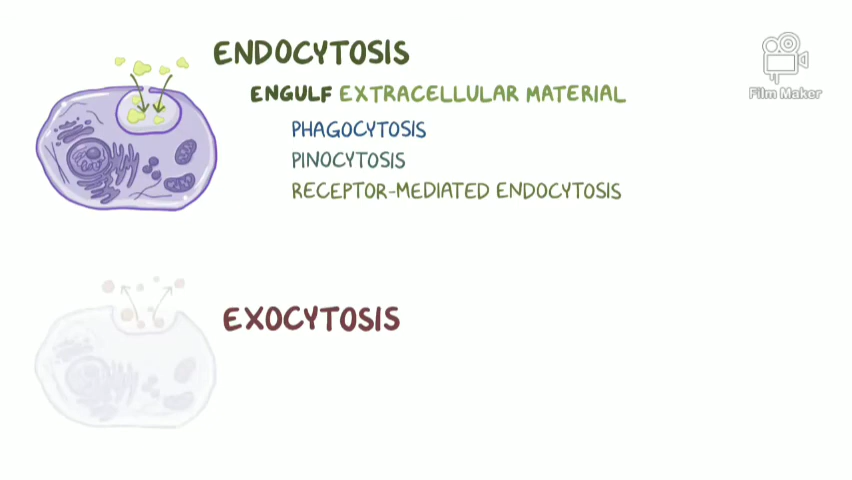 ENDOCYTOSIS
ENGULF EXTRACELLULAR MATERIAL
Film Maker
PHAGOCYTOSIS
PINOCYTOSIS
RECEPTOR-MEDIATED ENDOCYTOSIS
EXOCYTOSIS